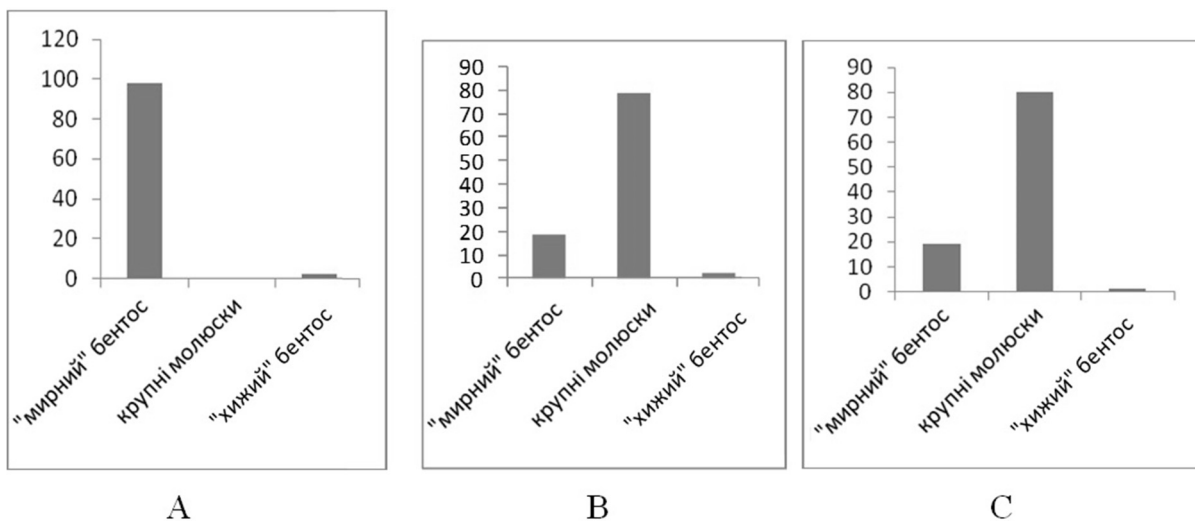 120
100
80
60
40
20
0
"мирний" бентос
крупні молюски
"хижий" бентос
A
90
80
70
60
50
40
30
20
10
0
"мирний" бентос
крупні молюски
"хижий" бентос
B
90
80
70
60
50
40
30
20
10
0
"мирний" бентос
крупні молюски
"хижий" бентос
C